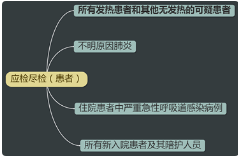 所有发热患者和其他无发热的可疑患者
不明原因肺炎
应检尽检（患者）
住院患者中严重急性呼吸道感染病例
所有新入院患者及其陪护人员